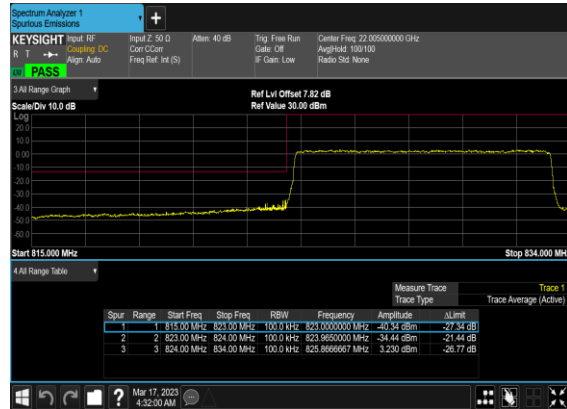 Spectrum Analyzer 1
Spurious Emissions
KEYSIGHT Input: RF Input Z: 50 Ω Atten: 40 dB Trig: Free Run Center Freq: 22.005000000 GHz
R T Coupling: DC Corr CCorr Gate: Off Avg|Hold: 100/100
Align: Auto Freq Ref: Int (S) IF Gain: Low Radio Std: None
LXI PASS
3 All Range Graph
Ref Lvl Offset 7.82 dB
Scale/Div 10.0 dB Ref Value 30.00 dBm
Log
20.0
10.0
0.00
-10.0
-20.0
-30.0
-40.0
-50.0
-60.0
Start 815.000 MHz Stop 834.000 MH
4 All Range Table
Measure Trace Trace 1
Trace Type Trace Average (Active)
Spur Range Start Freq Stop Freq RBW Frequency Amplitude ΔLimit
1 1 815.00 MHz 823.00 MHz 100.0 kHz 823.0000000 MHz -40.34 dBm -27.34 dB
2 2 823.00 MHz 824.00 MHz 100.0 kHz 823.9650000 MHz -34.44 dBm -21.44 dB
3 3 824.00 MHz 834.00 MHz 100.0 kHz 825.8666667 MHz 3.230 dBm -26.77 dB
? Mar 17, 2023
4:32:00 AM